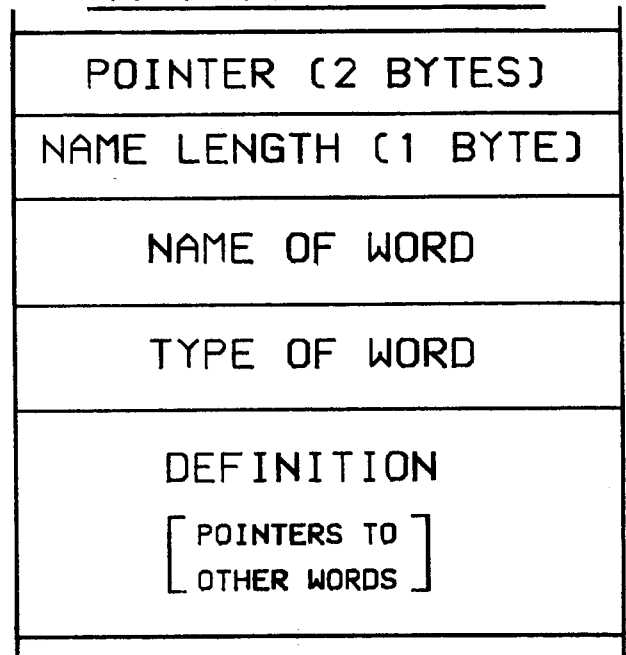 POINTER (2 BYTES)
NAME LENGTH (1 BYTE)
NAME OF WORD
TYPE OF WORD
DEFINITION
[POINTERS TO
OTHER WORDS]